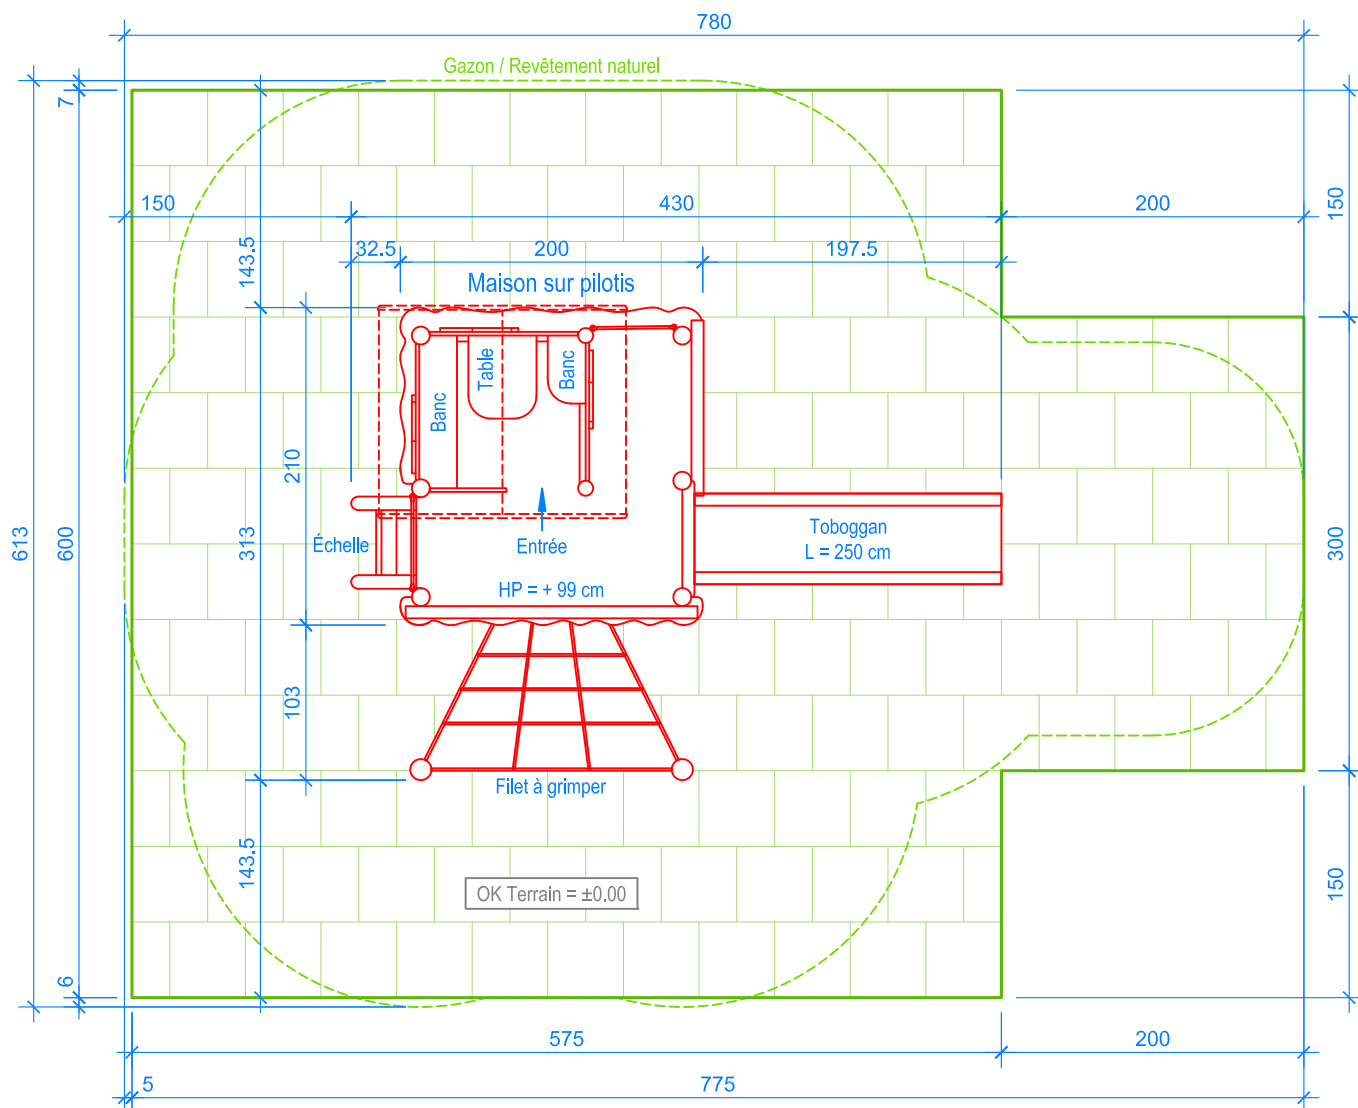 780
Gazon / Revêtement naturel
7
150
430
200
150
143.5
32.5
200
197.5
Maison sur pilotis
Table
Banc
Banc
210
613
600
313
Échelle
Entrée
Toboggan
L = 250 cm
300
HP = + 99 cm
103
Filet à grimper
143.5
OK Terrain = ±0,00
150
6
575
200
5
775